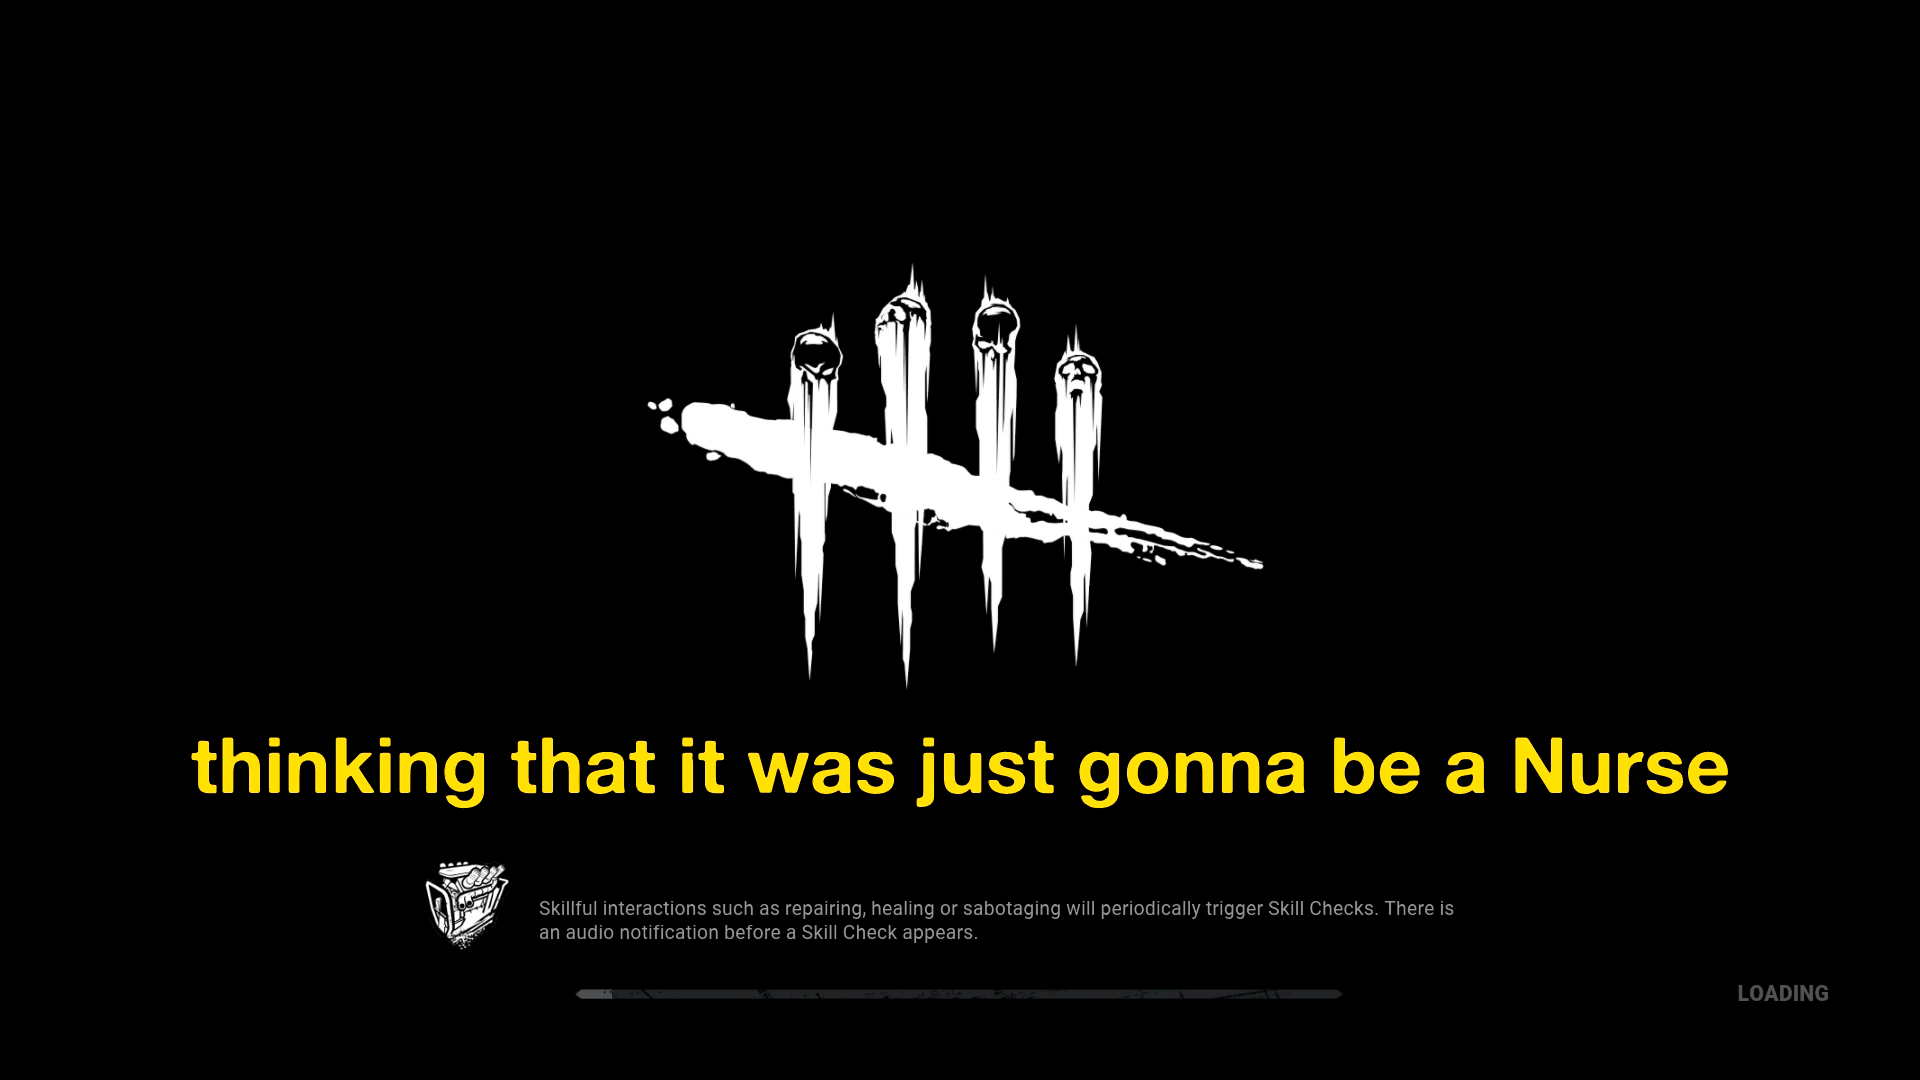 thinking that it was just gonna be a Nurse
Skillful interactions such as repairing, healing or sabotaging will periodically trigger Skill Checks. There is
an audio notification before a Skill Check appears.
LOADING